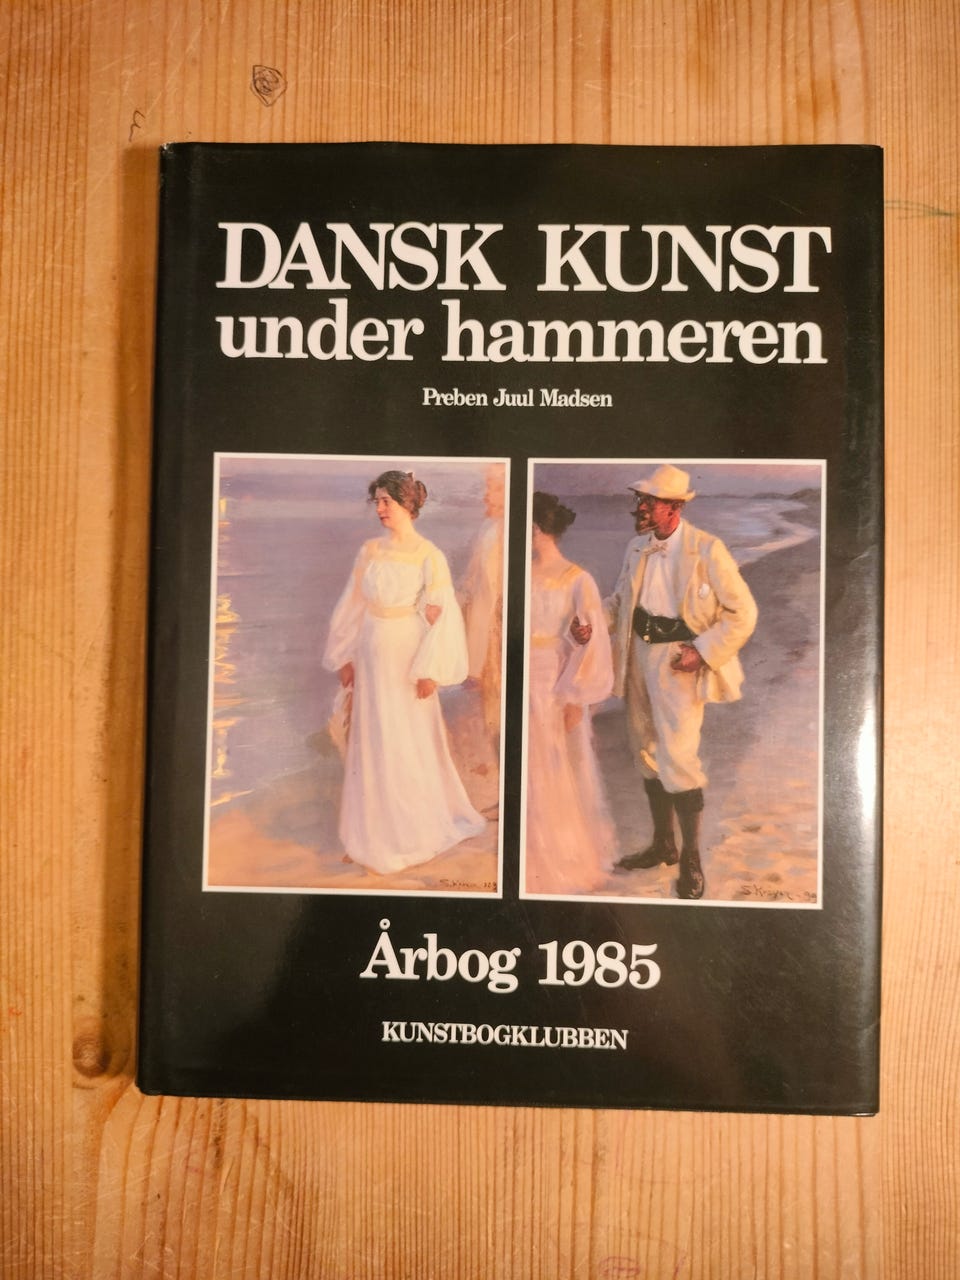 DANSK KUNST
under hammeren
Preben Juul Madsen
Årbog 1985
KUNSTBOGKLUBBEN